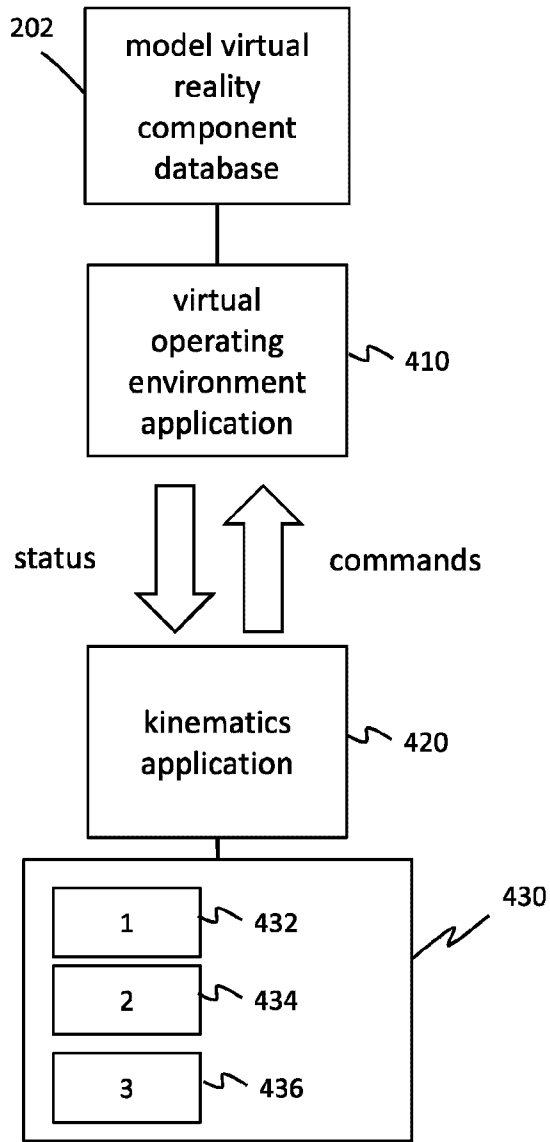 202
model virtual
reality
component
database
virtual
operating
environment
application
410
status
commands
kinematics
application
420
430
1
432
2
434
3
436